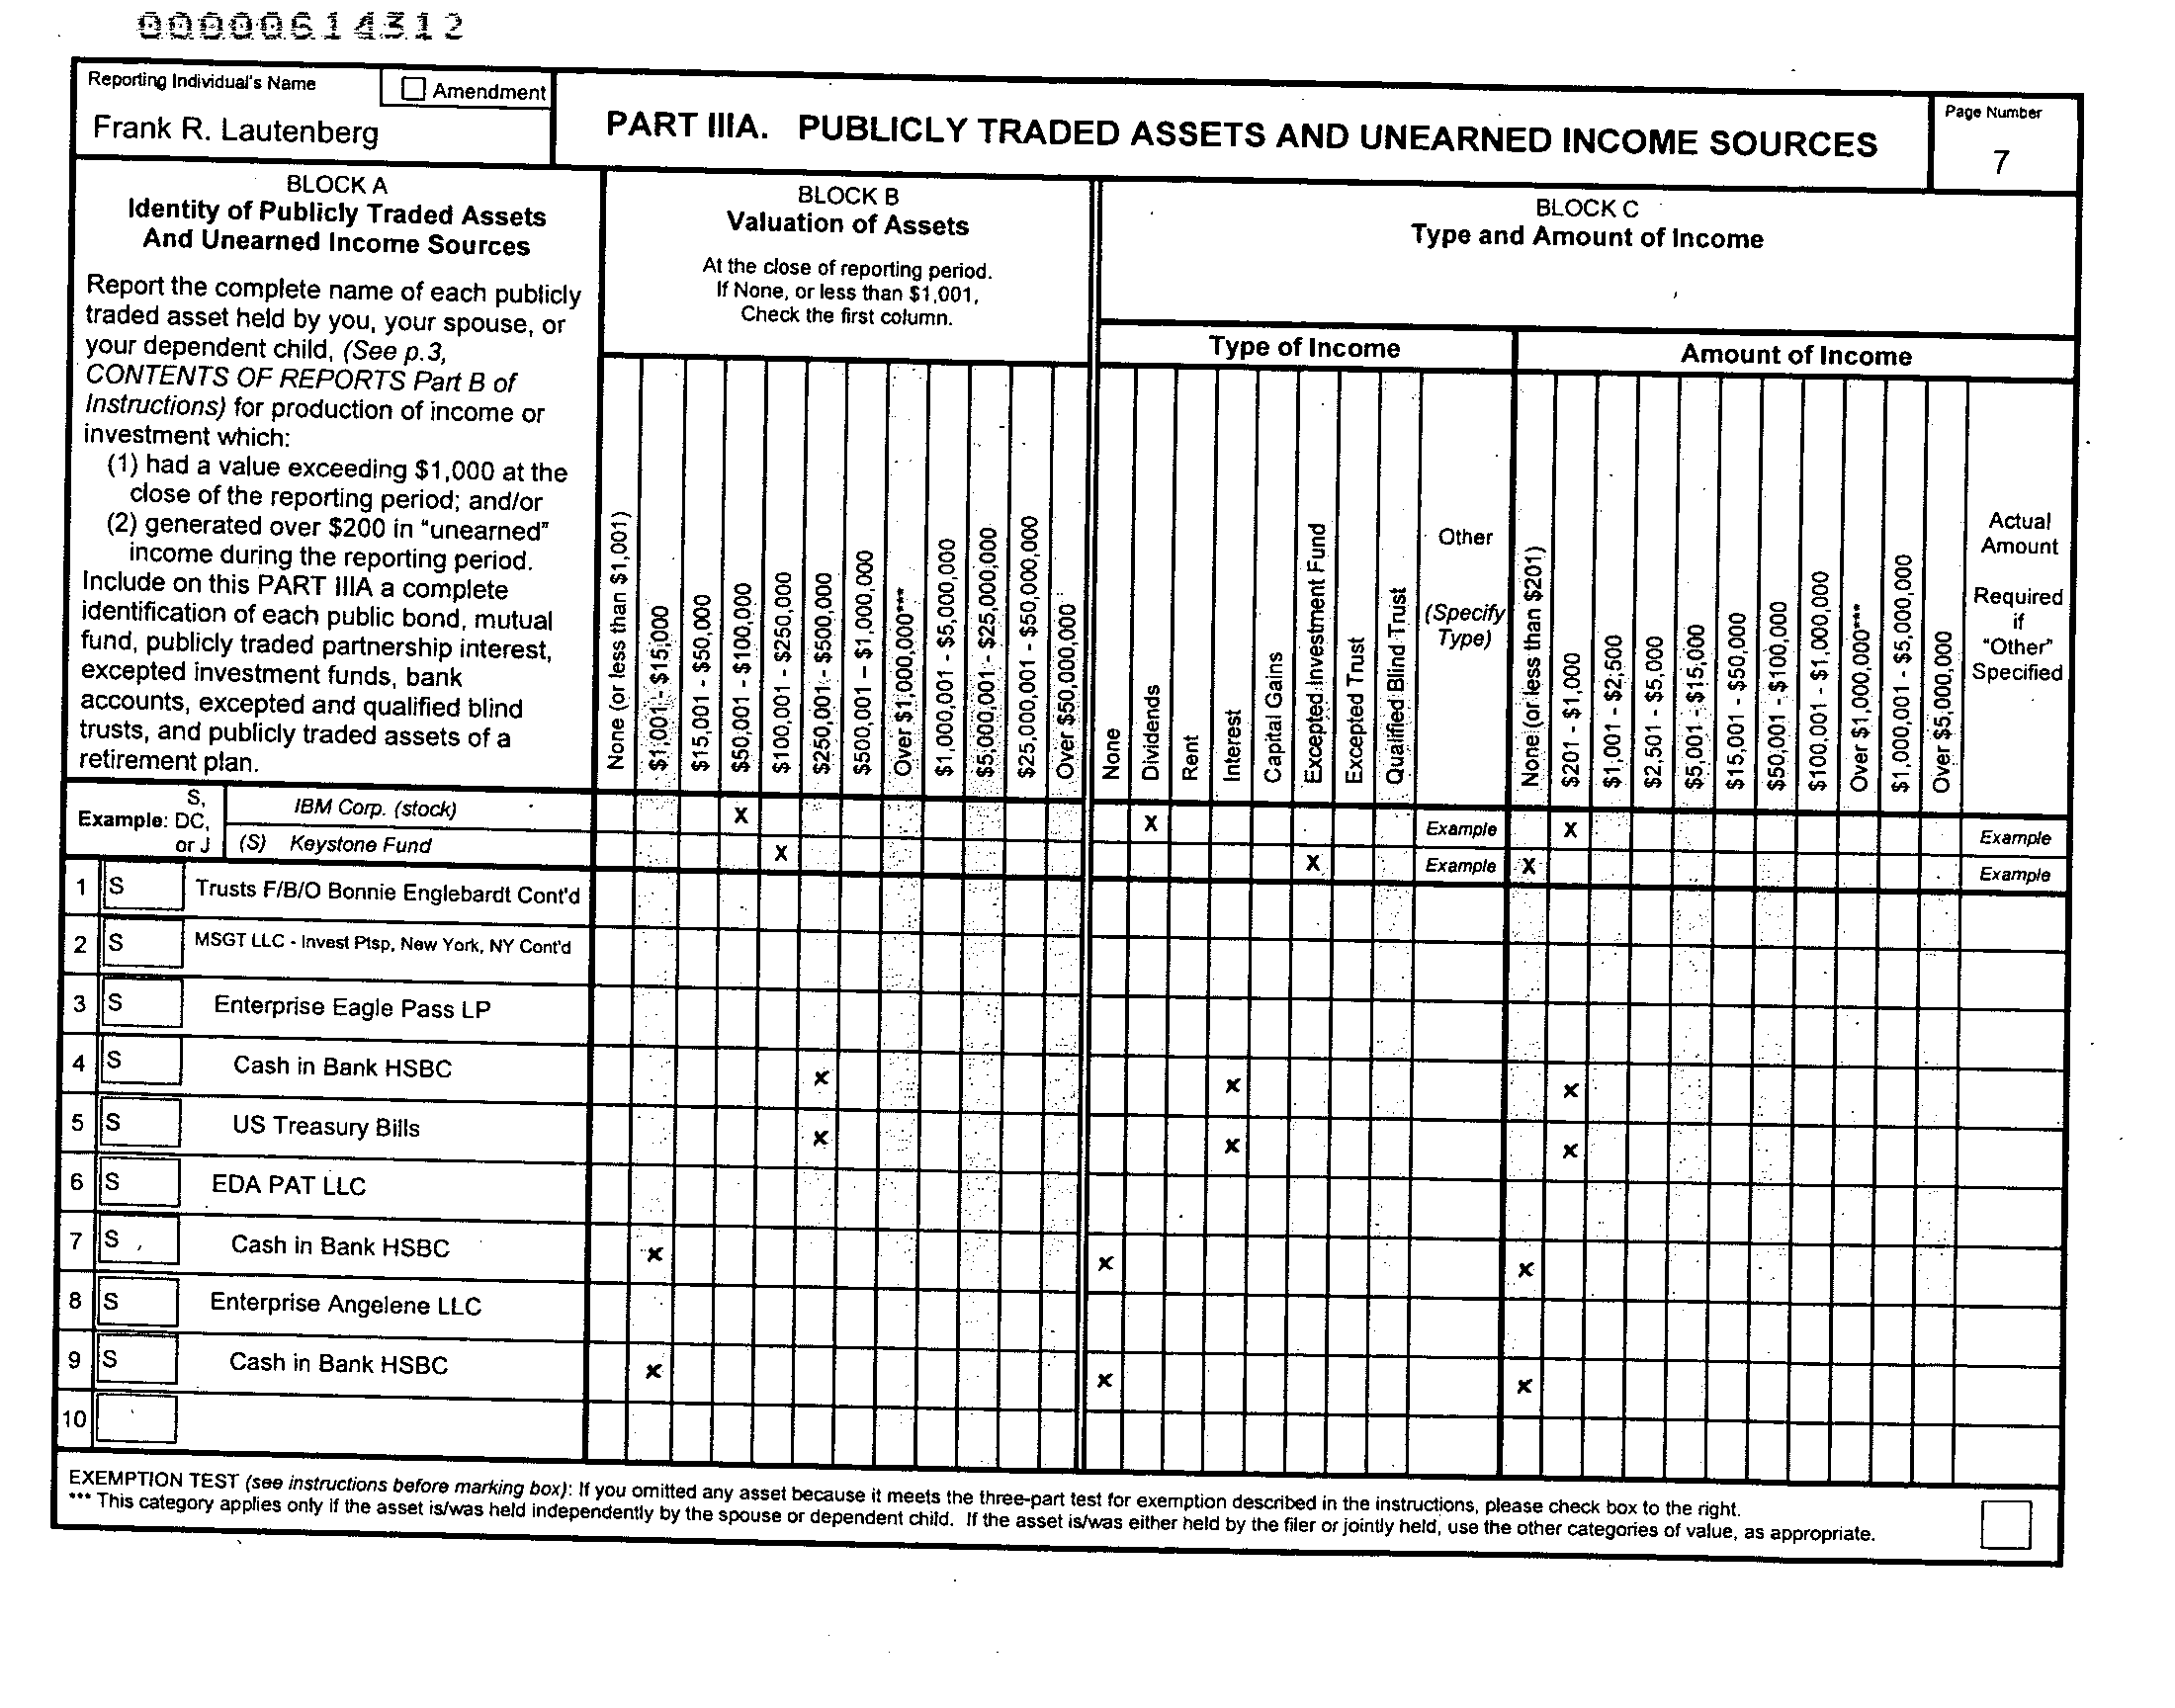 00000614312
Reporting Individual's Name
Amendment
Frank R. Lautenberg
PART IIIA. PUBLICLY TRADED ASSETS AND UNEARNED INCOME SOURCES
Page Number
7
BLOCK A
Identity of Publicly Traded Assets
And Unearned Income Sources
Report the complete name of each publicly
traded asset held by you, your spouse, or
your dependent child, (See p.3,
CONTENTS OF REPORTS Part B of
Instructions) for production of income or
investment which:
(1) had a value exceeding $1,000 at the
close of the reporting period; and/or
(2) generated over $200 in “unearned”
income during the reporting period.
Include on this PART IIIA a complete
identification of each public bond, mutual
fund, publicly traded partnership interest,
excepted investment funds, bank
accounts, excepted and qualified blind
trusts, and publicly traded assets of a
retirement plan.
BLOCK B
Valuation of Assets
At the close of reporting period.
If None, or less than $1,001,
Check the first column.
None (or less than $1,001)
$1,001 - $15,000
$15,001 - $50,000
$50,001 - $100,000
$100,001 - $250,000
$250,001 - $500,000
$500,001 – $1,000,000
Over $1,000,000***
$1,000,001 - $5,000,000
$5,000,001 - $25,000,000
$25,000,001 - $50,000,000
Over $50,000,000
BLOCK C
Type and Amount of Income
Type of Income
None
Dividends
Rent
Interest
Capital Gains
Excepted Investment Fund
Excepted Trust
Qualified Blind Trust
Other
(Specify
Type)
Amount of Income
None (or less than $201)
$201 - $1,000
$1,001 - $2,500
$2,501 - $5,000
$5,001 - $15,000
$15,001 - $50,000
$50,001 - $100,000
$100,001 - $1,000,000
Over $1,000,000***
$1,000,001 - $5,000,000
Over $5,000,000
Actual
Amount
Required
if
“Other”
Specified
S,
Example: DC,
or J
IBM Corp. (stock) X X Example X Example
(S) Keystone Fund X X Example X Example
1 S Trusts F/B/O Bonnie Englebardt Cont'd
2 S MSGT LLC - Invest Ptsp, New York, NY Cont'd
3 S Enterprise Eagle Pass LP
4 S Cash in Bank HSBC x x x
5 S US Treasury Bills x x x
6 S EDA PAT LLC
7 S Cash in Bank HSBC x x x
8 S Enterprise Angelene LLC
9 S Cash in Bank HSBC x x x
10
EXEMPTION TEST (see instructions before marking box): If you omitted any asset because it meets the three-part test for exemption described in the instructions, please check box to the right.
*** This category applies only if the asset is/was held independently by the spouse or dependent child. If the asset is/was either held by the filer or jointly held, use the other categories of value, as appropriate.